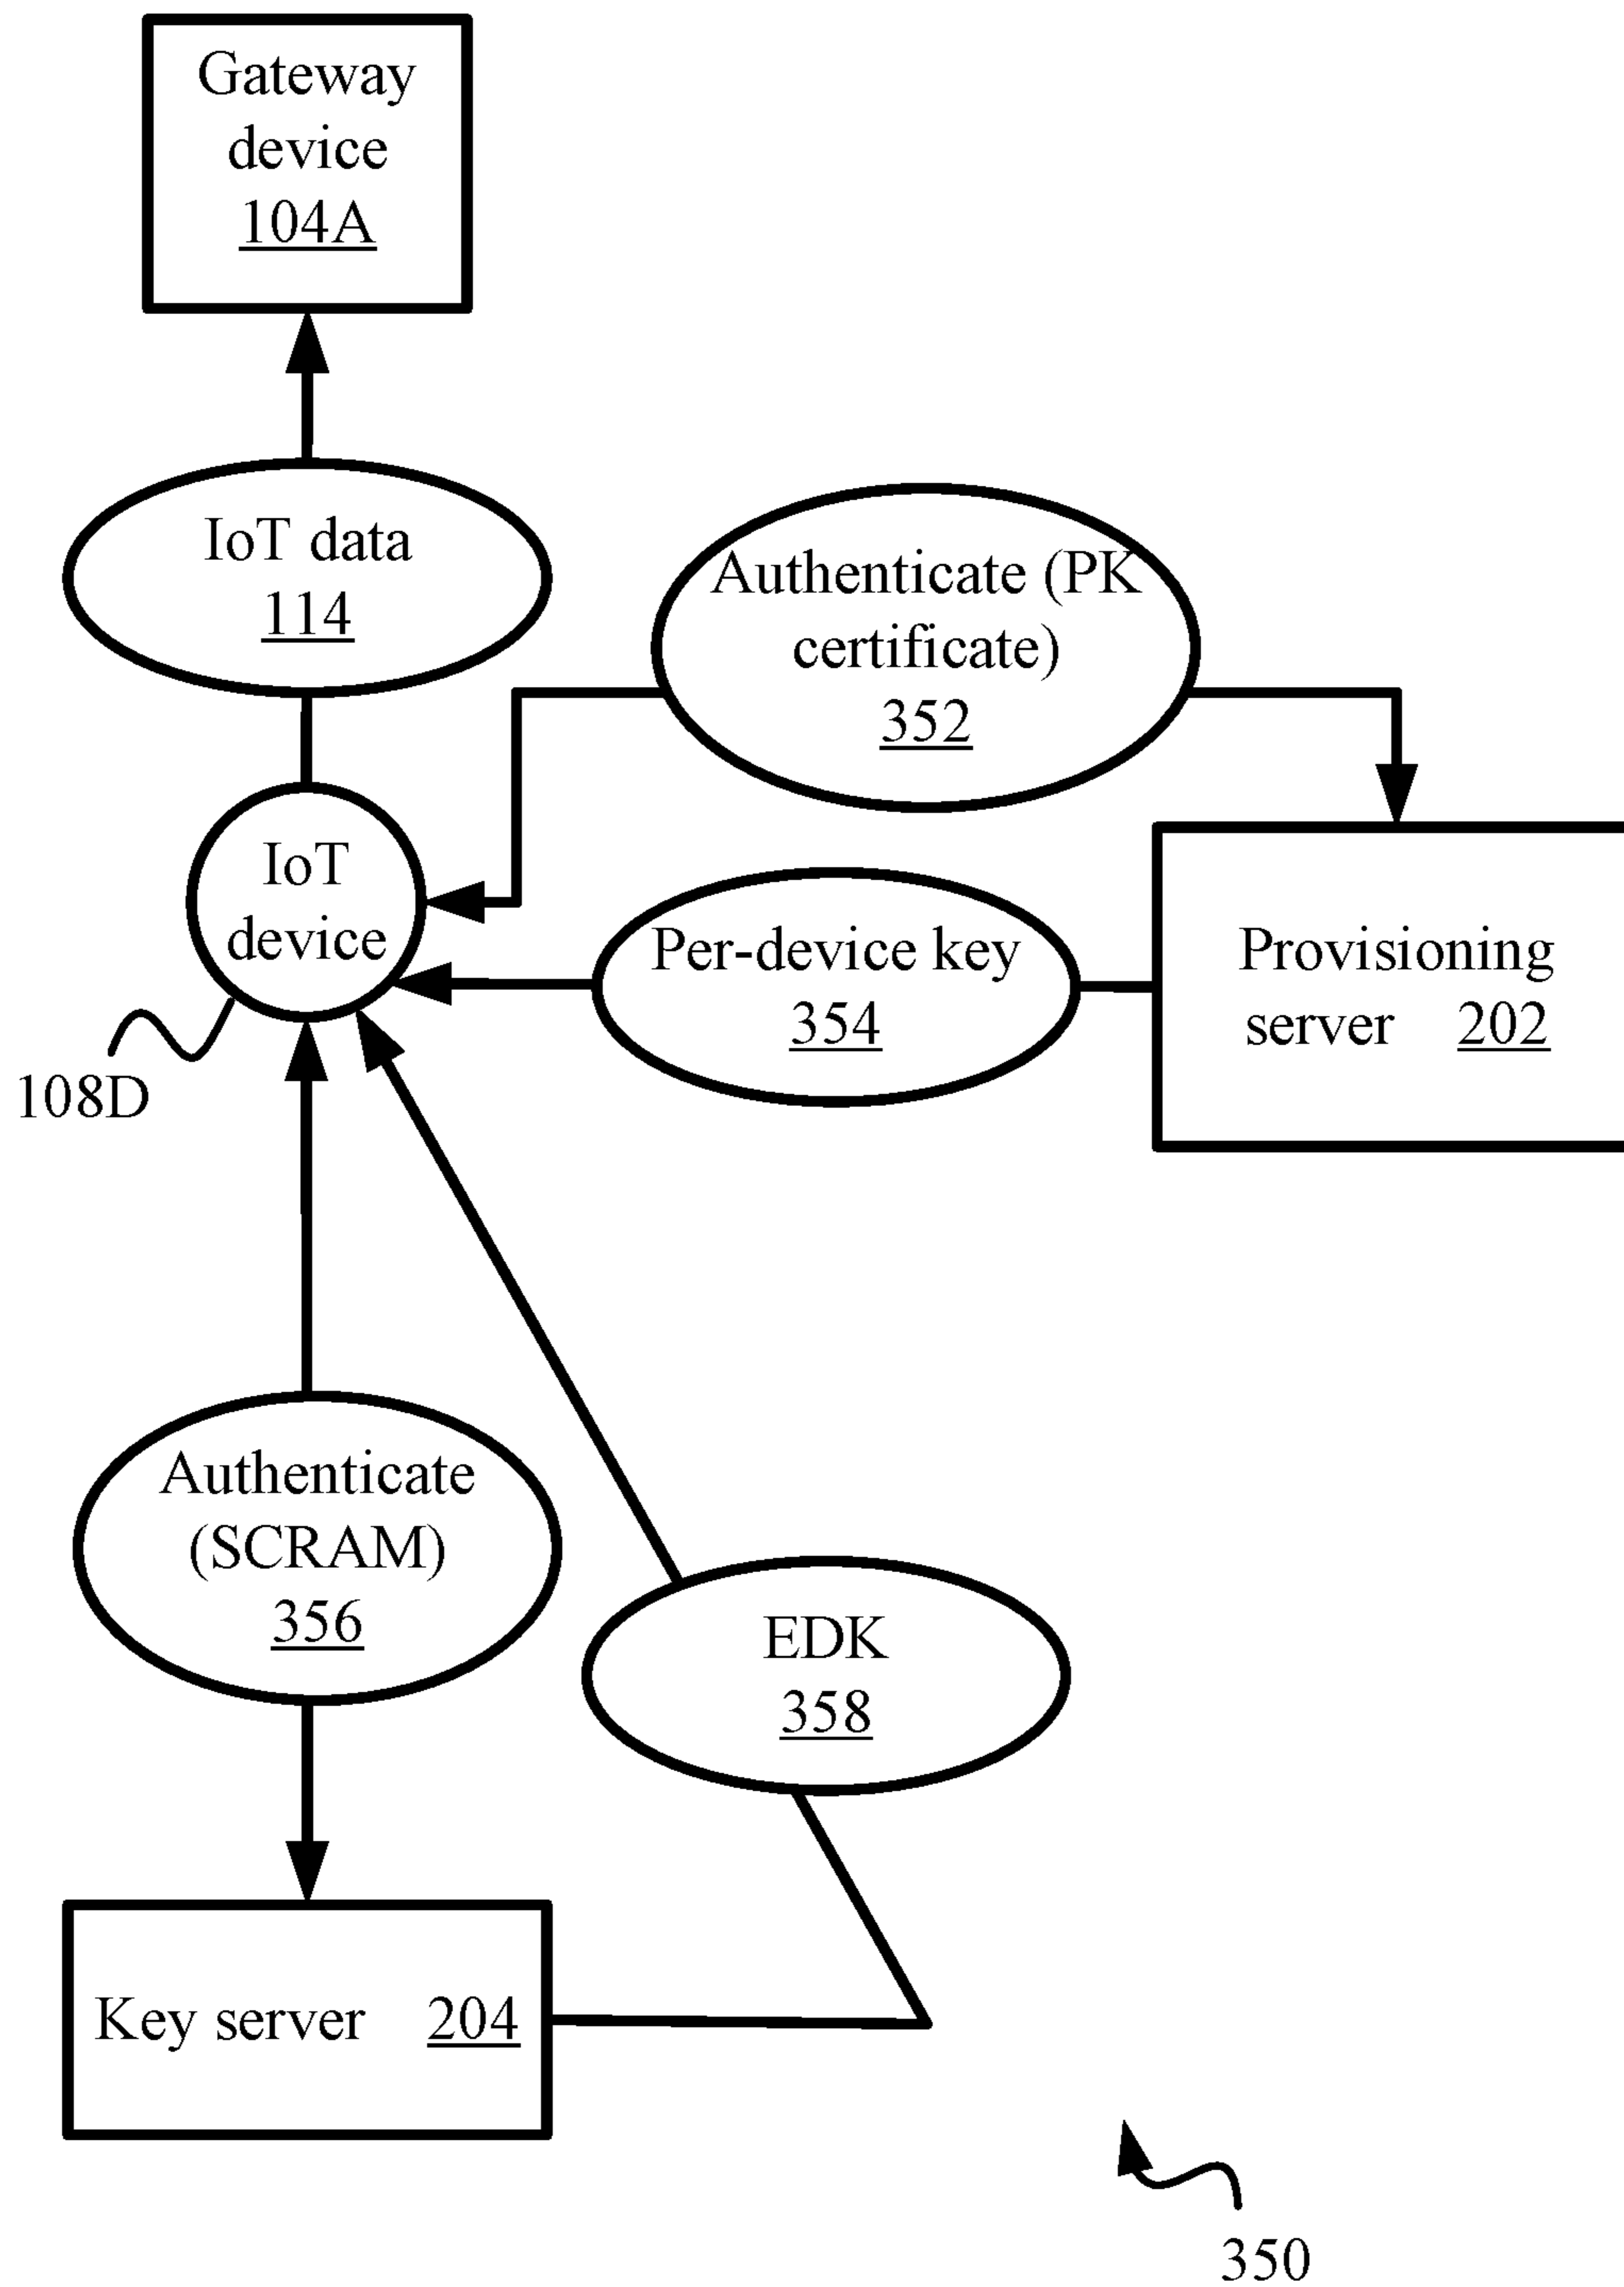 Gateway
device
104A
IoT data
114
Authenticate (PK
certificate)
352
IoT
device
Per-device key
354
Provisioning
server 202
108D
Authenticate
(SCRAM)
356
EDK
358
Key server 204
350